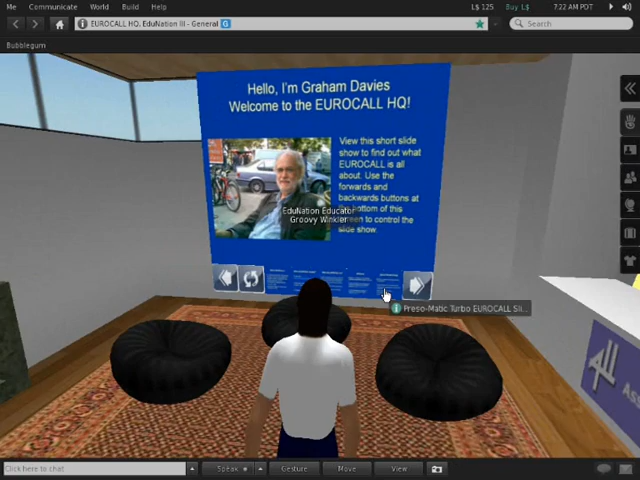 Me Communicate World Build Help
L$ 125 Buy L$ 7:22 AM PDT
EUROCALL HQ, EduNation III - General G
Search
Bubblegum
Hello, I'm Graham Davies
Welcome to the EUROCALL HQ!
View this short slide
show to find out what
EUROCALL is all
about. Use the
forwards and
backwards buttons at
the bottom of this
screen to control the
slide show.
EduNation Educator
Groovy Winkler
Preso-Matic Turbo EUROCALL Sli...
Click here to chat
Speak
Gesture
Move
View